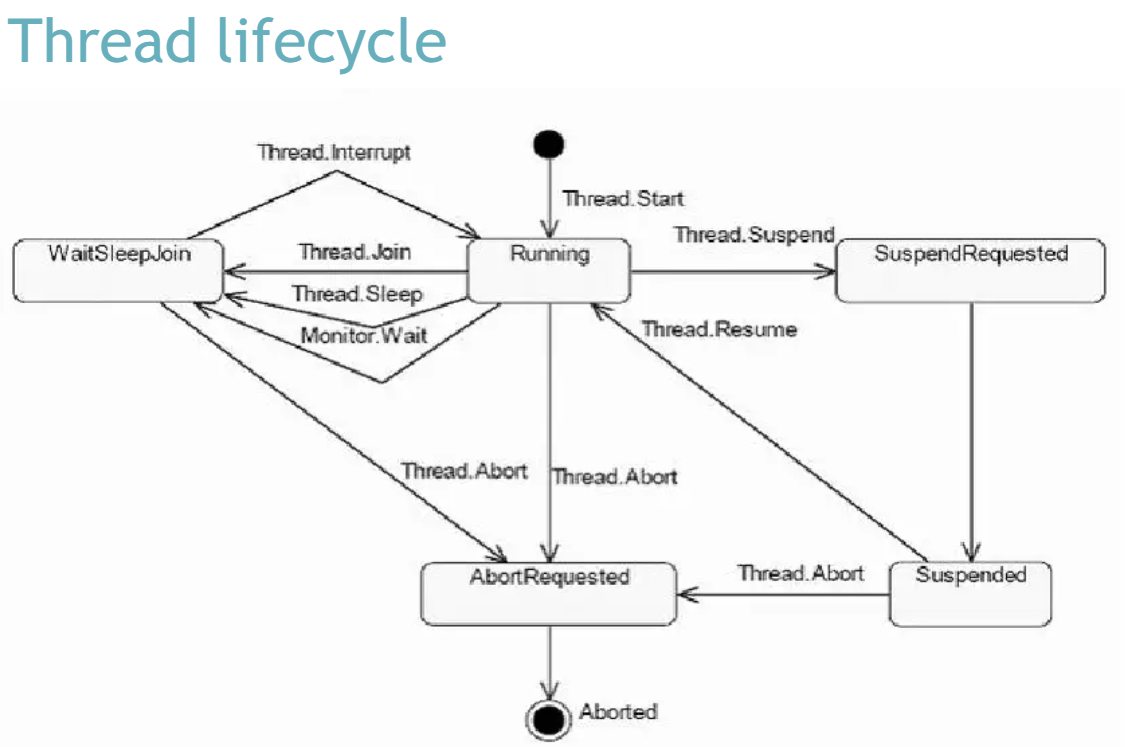 Thread lifecycle
Thread.Interrupt
Thread.Start
Thread.Suspend
WaitSleepJoin
Thread.Join
Running
SuspendRequested
Thread.Sleep
Monitor.Wait
Thread.Resume
Thread.Abort
Thread.Abort
AbortRequested
Thread.Abort
Suspended
Aborted